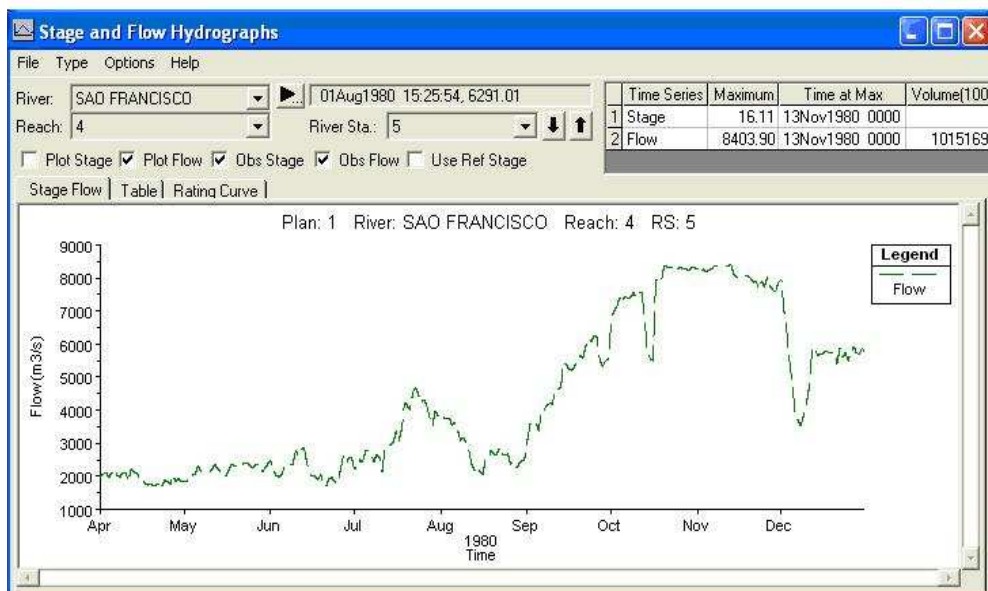 Stage and Flow Hydrographs
File Type Options Help
River: SAO FRANCISCO ... 01Aug1980 15:25:54, 6291.01
Reach: 4 River Sta.: 5
Plot Stage Plot Flow Obs Stage Obs Flow Use Ref Stage
Time Series Maximum Time at Max Volume(100
1 Stage 16.11 13Nov1980 0000
2 Flow 8403.90 13Nov1980 0000 1015169
Stage Flow Table Rating Curve
Plan: 1 River: SAO FRANCISCO Reach: 4 RS: 5
9000
8000
7000
6000
5000
4000
3000
2000
1000
Flow (m3/s)
Apr May Jun Jul Aug Sep Oct Nov Dec
1980
Time
Legend
Flow